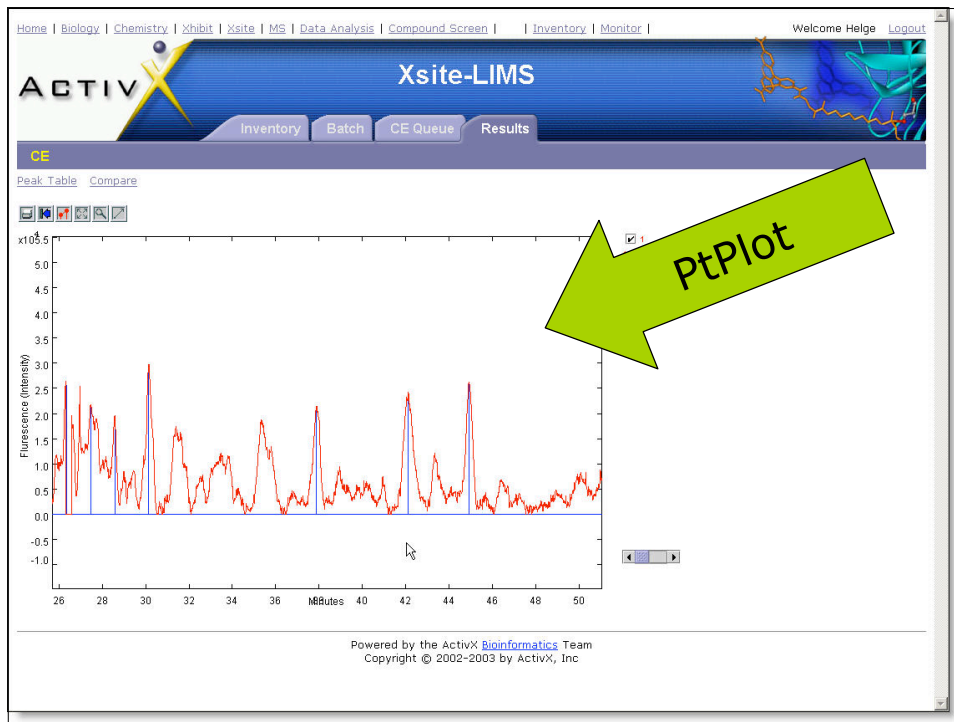 Home | Biology | Chemistry | Xhibit | Xsite | MS | Data Analysis | Compound Screen | | Inventory | Monitor | Welcome Helge Logout
ACTIVX
Xsite-LIMS
Inventory Batch CE Queue Results
CE
Peak Table Compare
PtPlot
x10^4
5.5
1
5.0
4.5
4.0
3.5
3.0
2.5
2.0
1.5
1.0
0.5
0.0
-0.5
-1.0
Flurescence (Intensity)
26 28 30 32 34 36 38 40 42 44 46 48 50
Minutes
Powered by the ActivX Bioinformatics Team
Copyright © 2002-2003 by ActivX, Inc